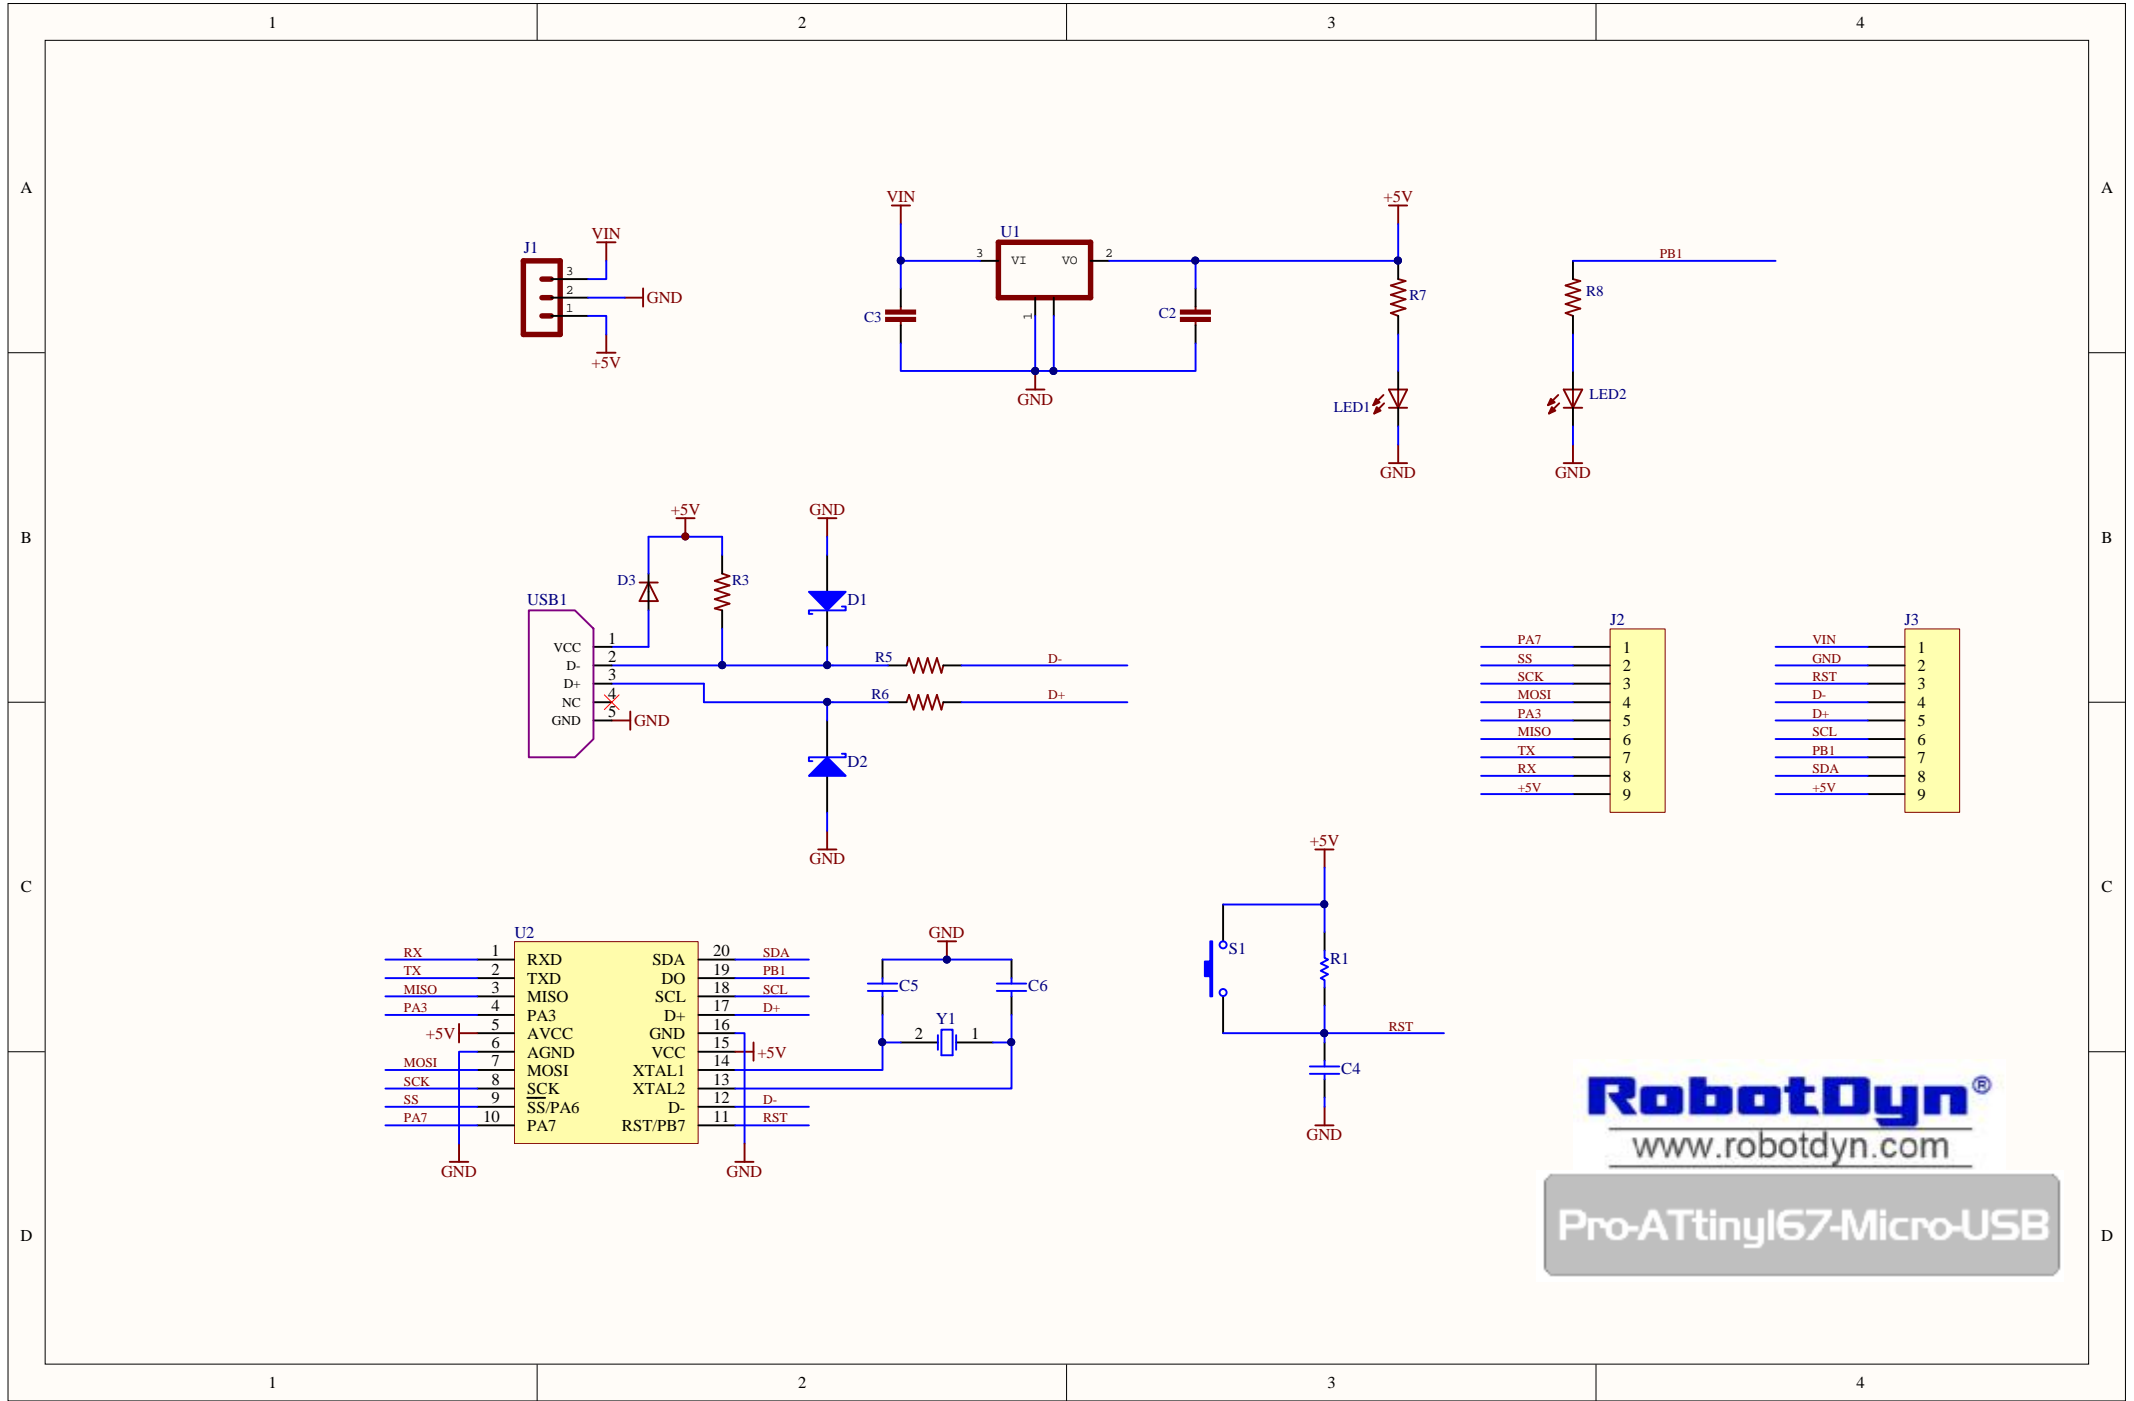 1 2 3 4
A A
VIN +5V
U1
VIN
J1
3 VI VO 2
PB1
3
2 GND
1
R7 R8
C3 1 C2
+5V
GND
LED1 LED2
GND GND
+5V GND
B B
D3 R3
USB1 D1
J2 J3
VCC 1
D- 2
D+ 3
NC 4
GND 5 GND
R5 D-
R6 D+
PA7 1
SS 2
SCK 3
MOSI 4
PA3 5
MISO 6
TX 7
RX 8
+5V 9
VIN 1
GND 2
RST 3
D- 4
D+ 5
SCL 6
PB1 7
SDA 8
+5V 9
D2
GND
+5V
C C
U2
RX 1 RXD SDA 20 SDA
TX 2 TXD DO 19 PB1
MISO 3 MISO SCL 18 SCL
PA3 4 PA3 D+ 17 D+
+5V 5 AVCC GND 16
6 AGND VCC 15 +5V
MOSI 7 MOSI XTAL1 14
SCK 8 SCK XTAL2 13
SS 9 SS/PA6 D- 12 D-
PA7 10 PA7 RST/PB7 11 RST
GND GND
GND
C5 C6
Y1
2 1
S1 R1
RST
C4
GND
RobotDyn®
www.robotdyn.com
Pro-ATtiny167-Micro-USB
D D
1 2 3 4